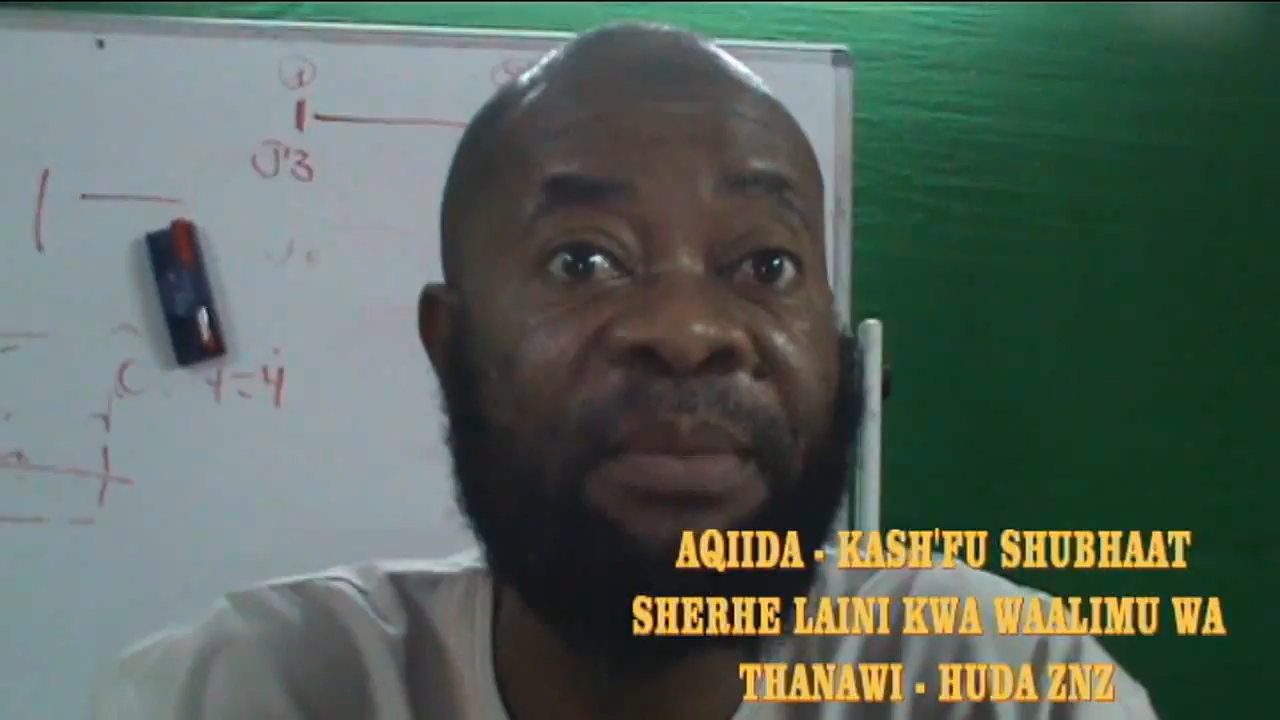 AQIIDA - KASH'FU SHUBHAAT
SHERHE LAINI KWA WAALIMU WA
THANAWI - HUDA ZNZ